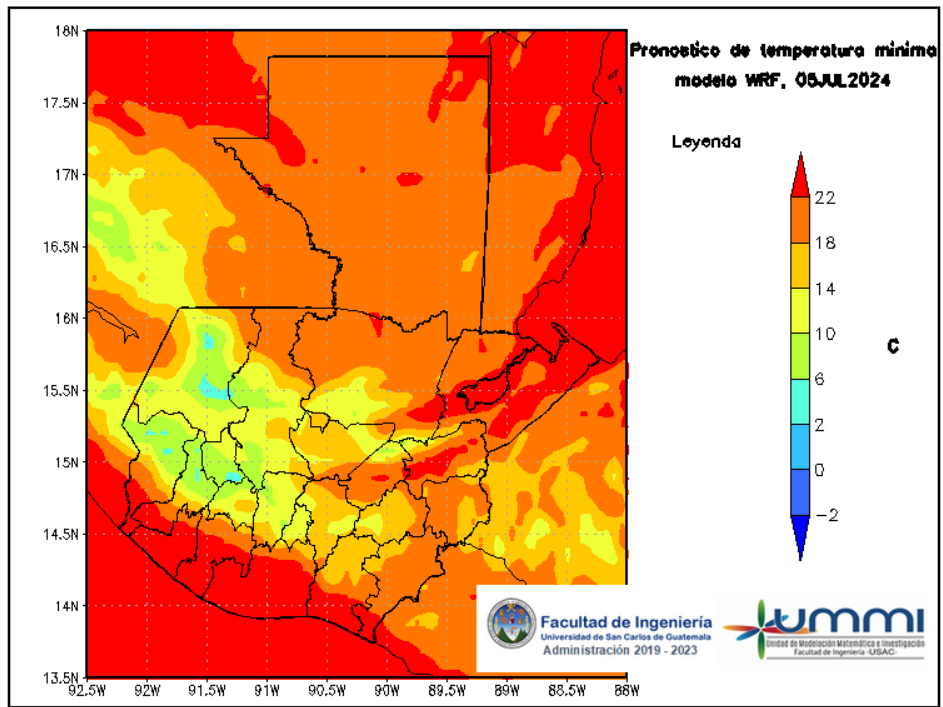 Pronostico de temperatura minima
modelo WRF, 05JUL2024
Leyenda
22
18
14
10
6
2
0
−2
C
18N
17.5N
17N
16.5N
16N
15.5N
15N
14.5N
14N
13.5N
92.5W 92W 91.5W 91W 90.5W 90W 89.5W 89W 88.5W 88W
Facultad de Ingeniería
Universidad de San Carlos de Guatemala
Administración 2019 - 2023
UMMI
Unidad de Modelación Matemática e Investigación
Facultad de Ingeniería -USAC-